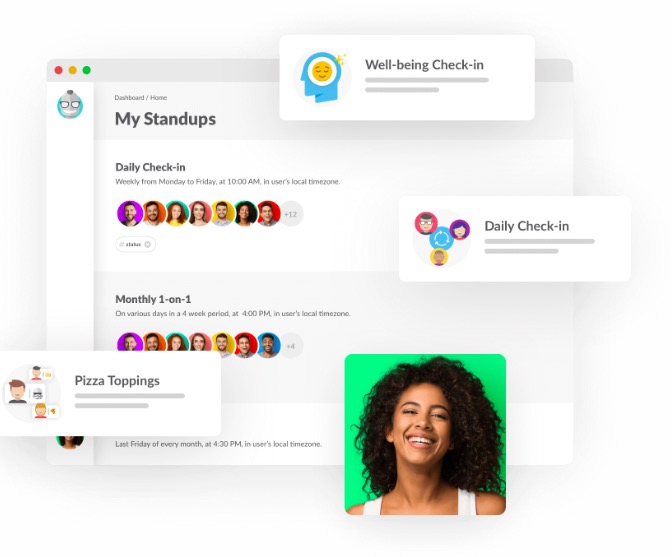 Well-being Check-in
Dashboard / Home
My Standups
Daily Check-in
Weekly from Monday to Friday, at 10:00 AM, in user's local timezone.
+12
status
Daily Check-in
Monthly 1-on-1
On various days in a 4 week period, at 4:00 PM, in user's local timezone.
+4
Pizza Toppings
Last Friday of every month, at 4:30 PM, in user's local timezone.